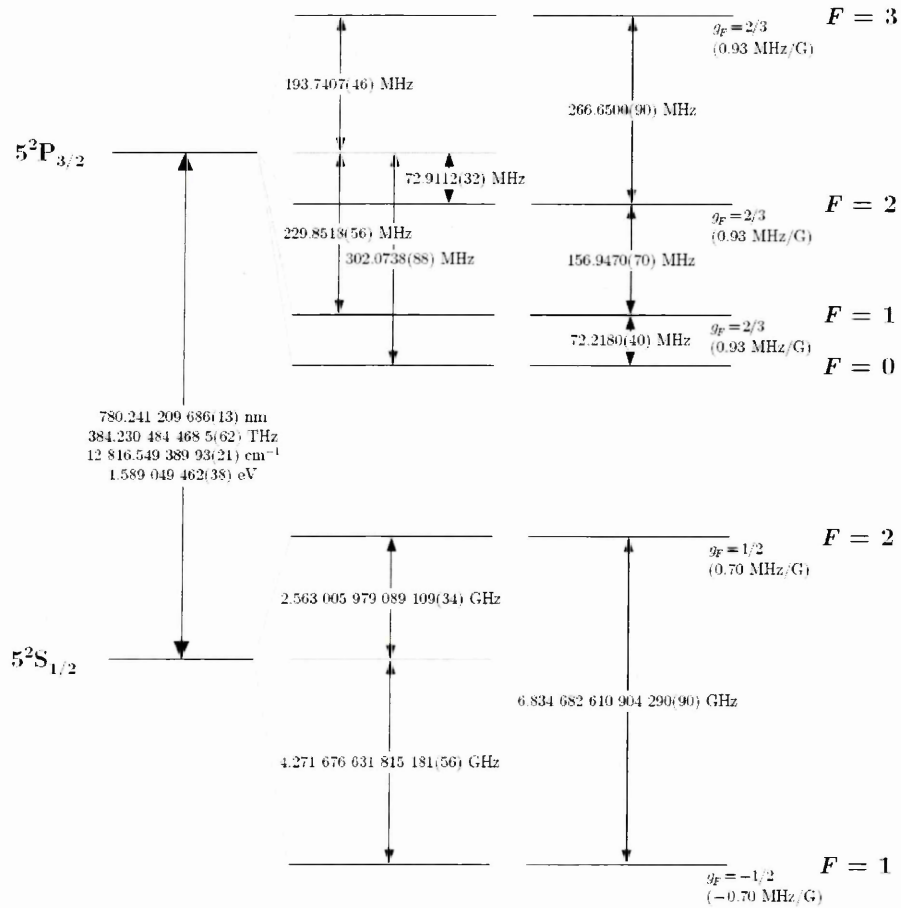 F = 3
g_F = 2/3
(0.93 MHz/G)
193.7407(46) MHz
266.6500(90) MHz
5²P₃/₂
72.9112(32) MHz
F = 2
g_F = 2/3
(0.93 MHz/G)
229.8518(56) MHz
302.0738(88) MHz
156.9470(70) MHz
F = 1
g_F = 2/3
(0.93 MHz/G)
72.2180(40) MHz
F = 0
780.241 209 686(13) nm
384.230 484 468 5(62) THz
12 816.549 389 93(21) cm⁻¹
1.589 049 462(38) eV
F = 2
g_F = 1/2
(0.70 MHz/G)
2.563 005 979 089 109(34) GHz
5²S₁/₂
6.834 682 610 904 290(90) GHz
4.271 676 631 815 181(56) GHz
F = 1
g_F = −1/2
(−0.70 MHz/G)